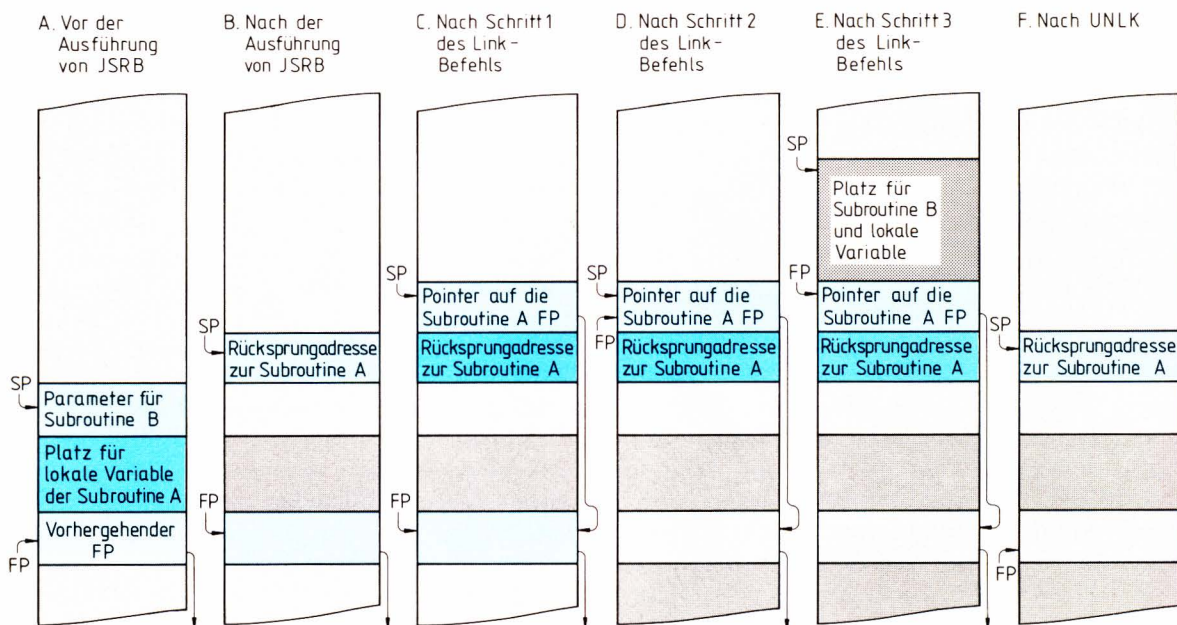 A. Vor der
Ausführung
von JSRB
B. Nach der
Ausführung
von JSRB
C. Nach Schritt 1
des Link-
Befehls
D. Nach Schritt 2
des Link-
Befehls
E. Nach Schritt 3
des Link-
Befehls
F. Nach UNLK
SP
Parameter für
Subroutine B
Platz für
lokale Variable
der Subroutine A
Vorhergehender
FP
FP
SP
Rücksprungadresse
zur Subroutine A
FP
SP
Pointer auf die
Subroutine A FP
Rücksprungadresse
zur Subroutine A
FP
SP
Pointer auf die
Subroutine A FP
FP
Rücksprungadresse
zur Subroutine A
SP
Platz für
Subroutine B
und lokale
Variable
FP
Pointer auf die
Subroutine A FP
Rücksprungadresse
zur Subroutine A
SP
Rücksprungadresse
zur Subroutine A
FP